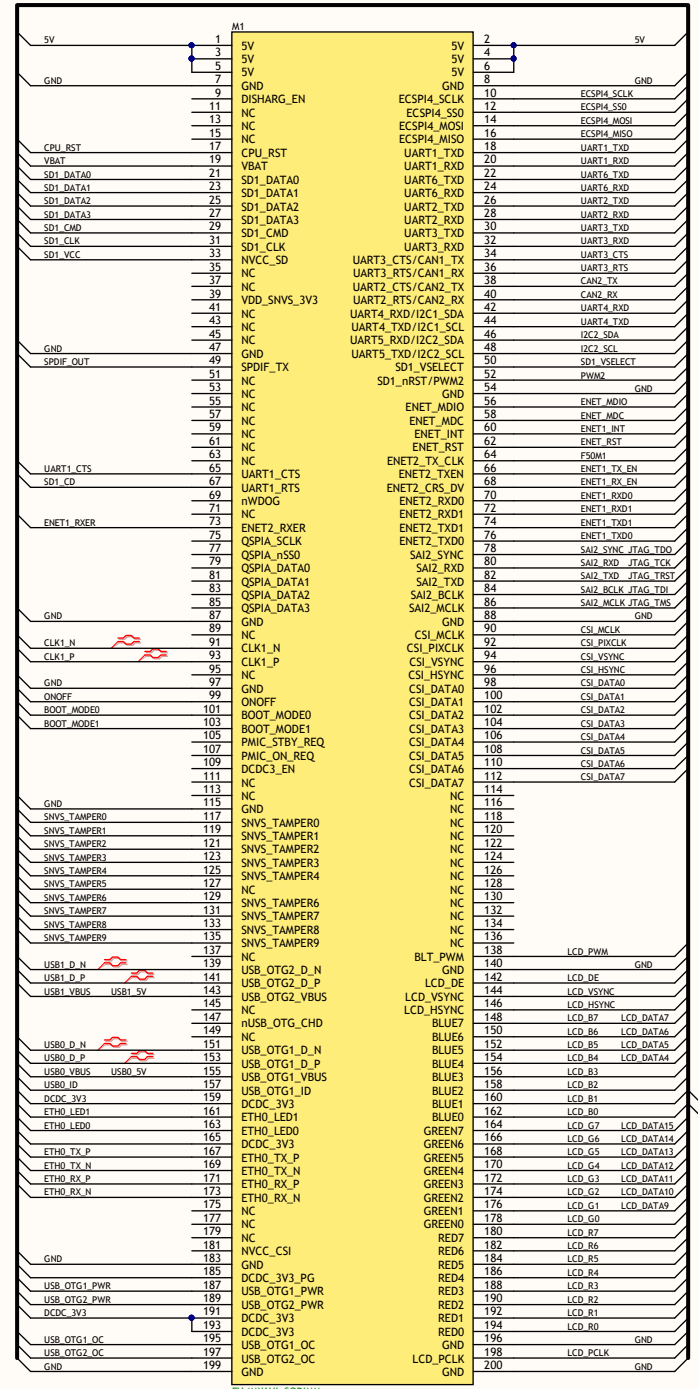 M1
5V 1 5V 5V 2 5V
3 5V 5V 4
5 5V 5V 6
GND 7 GND GND 8 GND
9 DISHARG_EN ECSPI4_SCLK 10 ECSPI4_SCLK
11 NC ECSPI4_SS0 12 ECSPI4_SS0
13 NC ECSPI4_MOSI 14 ECSPI4_MOSI
15 NC ECSPI4_MISO 16 ECSPI4_MISO
CPU_RST 17 CPU_RST UART1_TXD 18 UART1_TXD
VBAT 19 VBAT UART1_RXD 20 UART1_RXD
SD1_DATA0 21 SD1_DATA0 UART6_TXD 22 UART6_TXD
SD1_DATA1 23 SD1_DATA1 UART6_RXD 24 UART6_RXD
SD1_DATA2 25 SD1_DATA2 UART2_TXD 26 UART2_TXD
SD1_DATA3 27 SD1_DATA3 UART2_RXD 28 UART2_RXD
SD1_CMD 29 SD1_CMD UART3_TXD 30 UART3_TXD
SD1_CLK 31 SD1_CLK UART3_RXD 32 UART3_RXD
SD1_VCC 33 NVCC_SD UART3_CTS/CAN1_TX 34 UART3_CTS
35 NC UART3_RTS/CAN1_RX 36 UART3_RTS
37 NC UART2_CTS/CAN2_TX 38 CAN2_TX
39 VDD_SNVS_3V3 UART2_RTS/CAN2_RX 40 CAN2_RX
41 NC UART4_RXD/I2C1_SDA 42 UART4_RXD
43 NC UART4_TXD/I2C1_SCL 44 UART4_TXD
45 NC UART5_RXD/I2C2_SDA 46 I2C2_SDA
GND 47 GND UART5_TXD/I2C2_SCL 48 I2C2_SCL
SPDIF_OUT 49 SPDIF_TX SD1_VSELECT 50 SD1_VSELECT
51 NC SD1_nRST/PWM2 52 PWM2
53 NC GND 54 GND
55 NC ENET_MDIO 56 ENET_MDIO
57 NC ENET_MDC 58 ENET_MDC
59 NC ENET_INT 60 ENET1_INT
61 NC ENET_RST 62 ENET_RST
63 NC ENET2_TX_CLK 64 F50M1
UART1_CTS 65 UART1_CTS ENET2_TXEN 66 ENET1_TX_EN
SD1_CD 67 UART1_RTS ENET2_CRS_DV 68 ENET1_RX_EN
69 nWDOG ENET2_RXD0 70 ENET1_RXD0
71 NC ENET2_RXD1 72 ENET1_RXD1
ENET1_RXER 73 ENET2_RXER ENET2_TXD1 74 ENET1_TXD1
75 QSPIA_SCLK ENET2_TXD0 76 ENET1_TXD0
77 QSPIA_nSS0 SAI2_SYNC 78 SAI2_SYNC JTAG_TDO
79 QSPIA_DATA0 SAI2_RXD 80 SAI2_RXD JTAG_TCK
81 QSPIA_DATA1 SAI2_TXD 82 SAI2_TXD JTAG_TRST
83 QSPIA_DATA2 SAI2_BCLK 84 SAI2_BCLK JTAG_TDI
85 QSPIA_DATA3 SAI2_MCLK 86 SAI2_MCLK JTAG_TMS
GND 87 GND GND 88 GND
89 NC CSI_MCLK 90 CSI_MCLK
CLK1_N 91 CLK1_N CSI_PIXCLK 92 CSI_PIXCLK
CLK1_P 93 CLK1_P CSI_VSYNC 94 CSI_VSYNC
95 NC CSI_HSYNC 96 CSI_HSYNC
GND 97 GND CSI_DATA0 98 CSI_DATA0
ONOFF 99 ONOFF CSI_DATA1 100 CSI_DATA1
BOOT_MODE0 101 BOOT_MODE0 CSI_DATA2 102 CSI_DATA2
BOOT_MODE1 103 BOOT_MODE1 CSI_DATA3 104 CSI_DATA3
105 PMIC_STBY_REQ CSI_DATA4 106 CSI_DATA4
107 PMIC_ON_REQ CSI_DATA5 108 CSI_DATA5
109 DCDC3_EN CSI_DATA6 110 CSI_DATA6
111 NC CSI_DATA7 112 CSI_DATA7
113 NC NC 114
GND 115 GND NC 116
SNVS_TAMPER0 117 SNVS_TAMPER0 NC 118
SNVS_TAMPER1 119 SNVS_TAMPER1 NC 120
SNVS_TAMPER2 121 SNVS_TAMPER2 NC 122
SNVS_TAMPER3 123 SNVS_TAMPER3 NC 124
SNVS_TAMPER4 125 SNVS_TAMPER4 NC 126
SNVS_TAMPER5 127 NC NC 128
SNVS_TAMPER6 129 SNVS_TAMPER6 NC 130
SNVS_TAMPER7 131 SNVS_TAMPER7 NC 132
SNVS_TAMPER8 133 SNVS_TAMPER8 NC 134
SNVS_TAMPER9 135 SNVS_TAMPER9 NC 136
137 NC BLT_PWM 138 LCD_PWM
USB1_D_N 139 USB_OTG2_D_N GND 140 GND
USB1_D_P 141 USB_OTG2_D_P LCD_DE 142 LCD_DE
USB1_VBUS USB1_5V 143 USB_OTG2_VBUS LCD_VSYNC 144 LCD_VSYNC
145 NC LCD_HSYNC 146 LCD_HSYNC
147 nUSB_OTG_CHD BLUE7 148 LCD_B7 LCD_DATA7
149 NC BLUE6 150 LCD_B6 LCD_DATA6
USB0_D_N 151 USB_OTG1_D_N BLUE5 152 LCD_B5 LCD_DATA5
USB0_D_P 153 USB_OTG1_D_P BLUE4 154 LCD_B4 LCD_DATA4
USB0_VBUS USB0_5V 155 USB_OTG1_VBUS BLUE3 156 LCD_B3
USB0_ID 157 USB_OTG1_ID BLUE2 158 LCD_B2
DCDC_3V3 159 DCDC_3V3 BLUE1 160 LCD_B1
ETH0_LED1 161 ETH0_LED1 BLUE0 162 LCD_B0
ETH0_LED0 163 ETH0_LED0 GREEN7 164 LCD_G7 LCD_DATA15
165 DCDC_3V3 GREEN6 166 LCD_G6 LCD_DATA14
ETH0_TX_P 167 ETH0_TX_P GREEN5 168 LCD_G5 LCD_DATA13
ETH0_TX_N 169 ETH0_TX_N GREEN4 170 LCD_G4 LCD_DATA12
ETH0_RX_P 171 ETH0_RX_P GREEN3 172 LCD_G3 LCD_DATA11
ETH0_RX_N 173 ETH0_RX_N GREEN2 174 LCD_G2 LCD_DATA10
175 NC GREEN1 176 LCD_G1 LCD_DATA9
177 NC GREEN0 178 LCD_G0
179 NC RED7 180 LCD_R7
181 NVCC_CSI RED6 182 LCD_R6
GND 183 GND RED5 184 LCD_R5
185 DCDC_3V3_PG RED4 186 LCD_R4
USB_OTG1_PWR 187 USB_OTG1_PWR RED3 188 LCD_R3
USB_OTG2_PWR 189 USB_OTG2_PWR RED2 190 LCD_R2
DCDC_3V3 191 DCDC_3V3 RED1 192 LCD_R1
193 DCDC_3V3 RED0 194 LCD_R0
USB_OTG1_OC 195 USB_OTG1_OC GND 196 GND
USB_OTG2_OC 197 USB_OTG2_OC LCD_PCLK 198 LCD_PCLK
GND 199 GND GND 200 GND